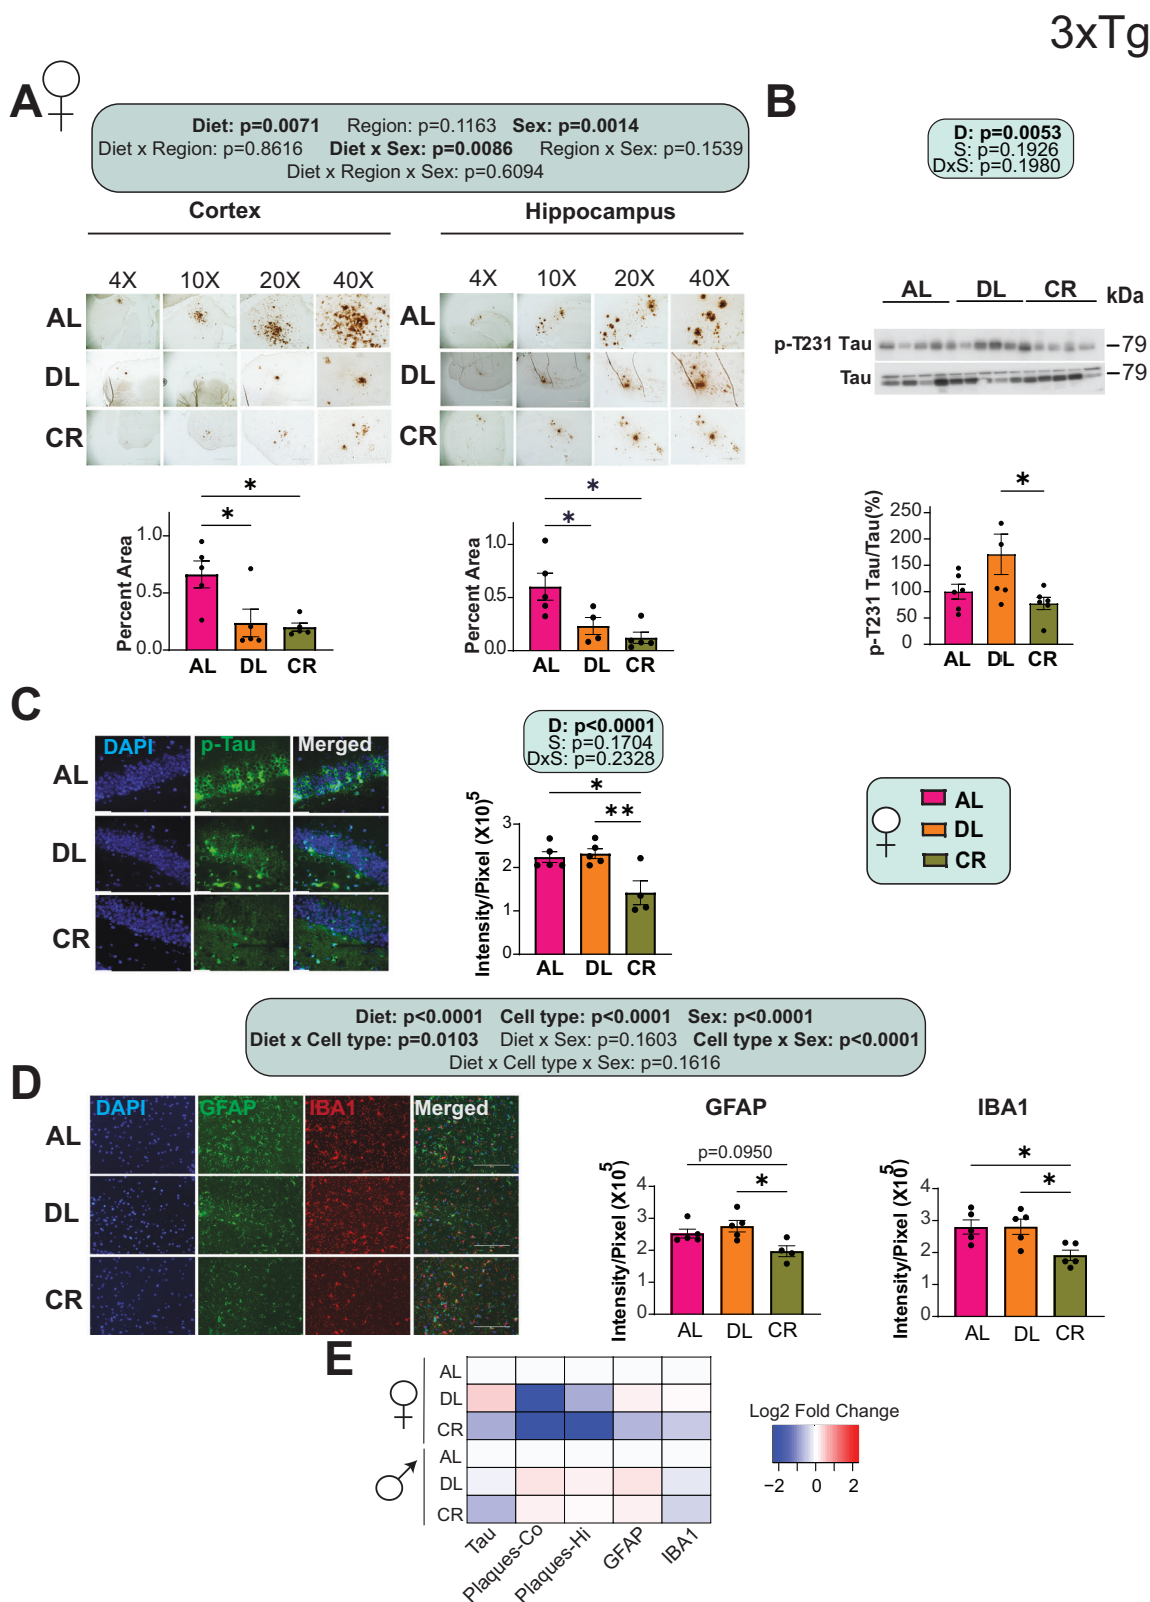 3xTg
A
Diet: p=0.0071 Region: p=0.1163 Sex: p=0.0014
Diet x Region: p=0.8616 Diet x Sex: p=0.0086 Region x Sex: p=0.1539
Diet x Region x Sex: p=0.6094
Cortex
Hippocampus
4X 10X 20X 40X
4X 10X 20X 40X
AL
DL
CR
AL
DL
CR
Percent Area
1.0
0.5
0.0
*
*
AL DL CR
Percent Area
1.0
0.5
0.0
*
*
AL DL CR
B
D: p=0.0053
S: p=0.1926
DxS: p=0.1980
AL DL CR kDa
p-T231 Tau –79
Tau –79
p-T231 Tau/Tau(%)
250
200
150
100
50
0
*
AL DL CR
C
DAPI p-Tau Merged
AL
DL
CR
D: p<0.0001
S: p=0.1704
DxS: p=0.2328
Intensity/Pixel (X10)5
3
2
1
0
*
**
AL DL CR
AL
DL
CR
Diet: p<0.0001 Cell type: p<0.0001 Sex: p<0.0001
Diet x Cell type: p=0.0103 Diet x Sex: p=0.1603 Cell type x Sex: p<0.0001
Diet x Cell type x Sex: p=0.1616
D
DAPI GFAP IBA1 Merged
AL
DL
CR
GFAP
Intensity/Pixel (X10)5
4
3
2
1
0
p=0.0950
*
AL DL CR
IBA1
Intensity/Pixel (X10)5
4
3
2
1
0
*
*
AL DL CR
E
AL
DL
CR
AL
DL
CR
Tau Plaques-Co Plaques-Hi GFAP IBA1
Log2 Fold Change
−2 0 2